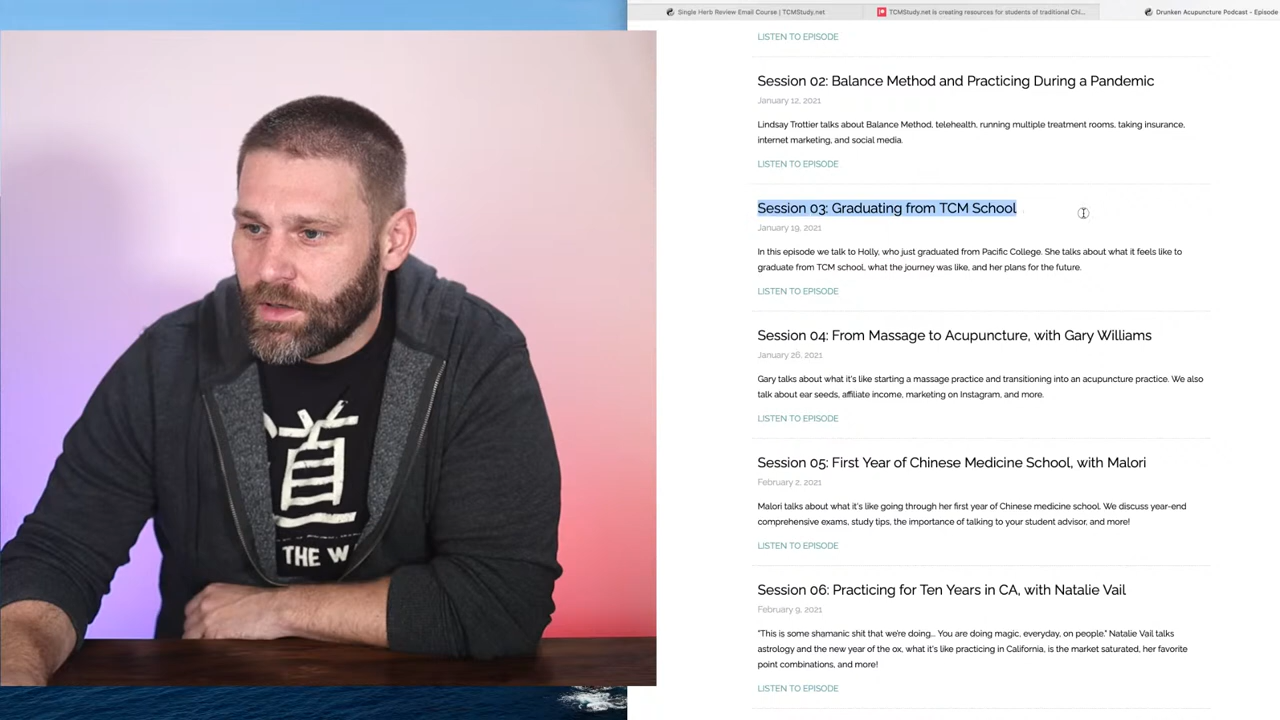 Single Herb Review Email Course | TCMStudy.net
TCMStudy.net is creating resources for students of traditional Chi...
Drunken Acupuncture Podcast - Episode
LISTEN TO EPISODE
Session 02: Balance Method and Practicing During a Pandemic
January 12, 2021
Lindsay Trottier talks about Balance Method, telehealth, running multiple treatment rooms, taking insurance,
internet marketing, and social media.
LISTEN TO EPISODE
Session 03: Graduating from TCM School
January 19, 2021
In this episode we talk to Holly, who just graduated from Pacific College. She talks about what it feels like to
graduate from TCM school, what the journey was like, and her plans for the future.
LISTEN TO EPISODE
Session 04: From Massage to Acupuncture, with Gary Williams
January 26, 2021
Gary talks about what it's like starting a massage practice and transitioning into an acupuncture practice. We also
talk about ear seeds, affiliate income, marketing on Instagram, and more.
LISTEN TO EPISODE
Session 05: First Year of Chinese Medicine School, with Malori
February 2, 2021
Malori talks about what it's like going through her first year of Chinese medicine school. We discuss year-end
comprehensive exams, study tips, the importance of talking to your student advisor, and more!
LISTEN TO EPISODE
Session 06: Practicing for Ten Years in CA, with Natalie Vail
February 9, 2021
"This is some shamanic shit that we're doing... You are doing magic, everyday, on people." Natalie Vail talks
astrology and the new year of the ox, what it's like practicing in California, is the market saturated, her favorite
point combinations, and more!
LISTEN TO EPISODE
道
THE W